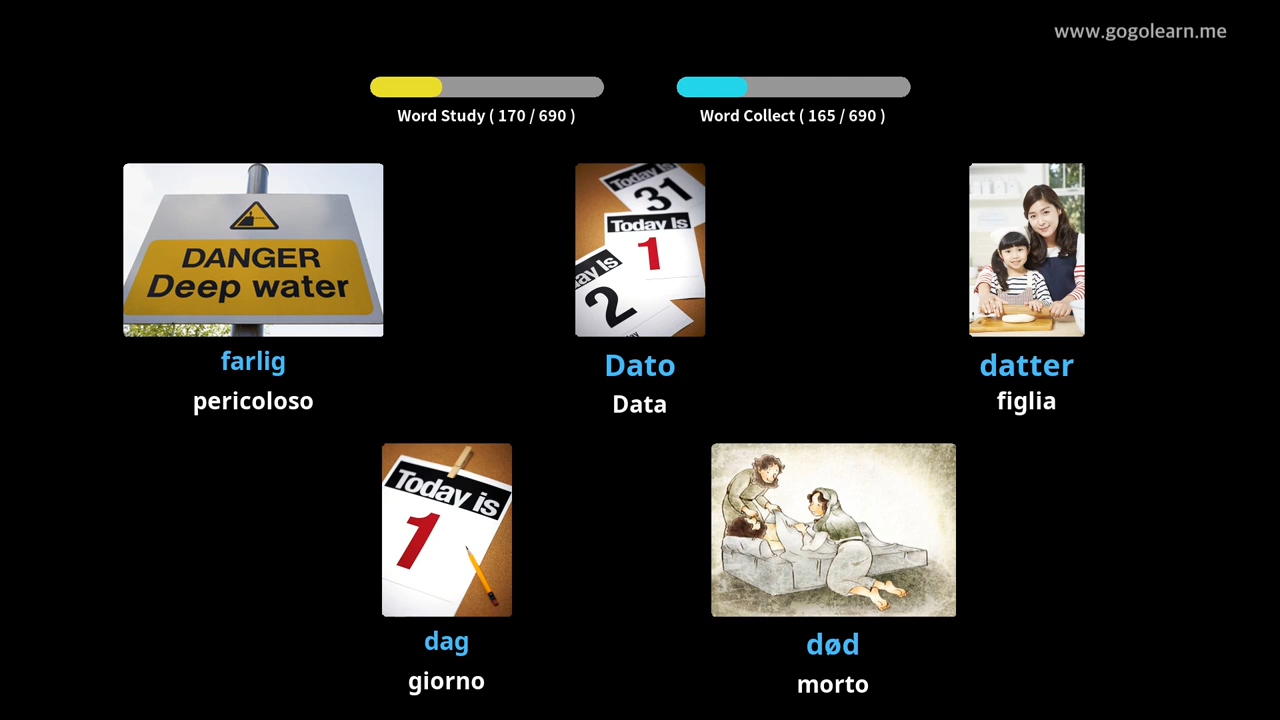 www.gogolearn.me
Word Study ( 170 / 690 )
Word Collect ( 165 / 690 )
DANGER
Deep water
Today Is
31
Today Is
1
day Is
2
farlig
pericoloso
Dato
Data
datter
figlia
Today is
1
dag
giorno
død
morto